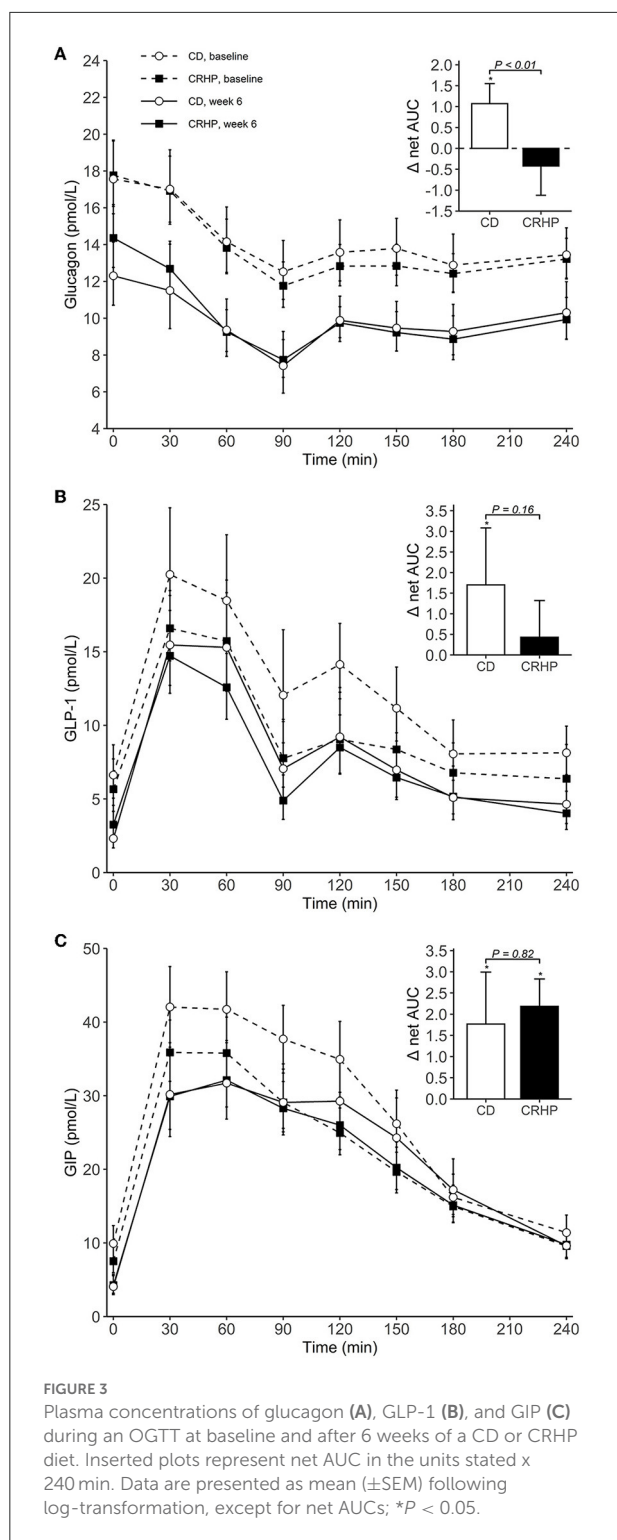 A
CD, baseline
CRHP, baseline
CD, week 6
CRHP, week 6
P < 0.01
*
Δ net AUC
2.0
1.5
1.0
0.5
0.0
-0.5
-1.0
-1.5
CD
CRHP
Glucagon (pmol/L)
20
18
16
14
12
10
8
6
4
0
30
60
90
120
150
180
240
Time (min)
B
P = 0.16
*
Δ net AUC
3.5
3.0
2.5
2.0
1.5
1.0
0.5
0.0
CD
CRHP
GLP-1 (pmol/L)
25
20
15
10
5
0
0
30
60
90
120
150
180
240
Time (min)
C
P = 0.82
*
*
Δ net AUC
3.5
3.0
2.5
2.0
1.5
1.0
0.5
0.0
CD
CRHP
GIP (pmol/L)
50
40
30
20
10
0
0
30
60
90
120
150
180
240
Time (min)
FIGURE 3
Plasma concentrations of glucagon (A), GLP-1 (B), and GIP (C)
during an OGTT at baseline and after 6 weeks of a CD or CRHP
diet. Inserted plots represent net AUC in the units stated x
240 min. Data are presented as mean (±SEM) following
log-transformation, except for net AUCs; *P < 0.05.